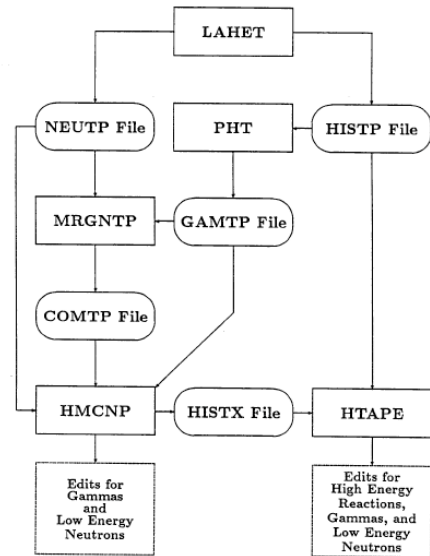 LAHET
NEUTP File
PHT
HISTP File
MRGNTP
GAMTP File
COMTP File
HMCNP
HISTX File
HTAPE
Edits for
Gammas
and
Low Energy
Neutrons
Edits for
High Energy
Reactions,
Gammas, and
Low Energy
Neutrons